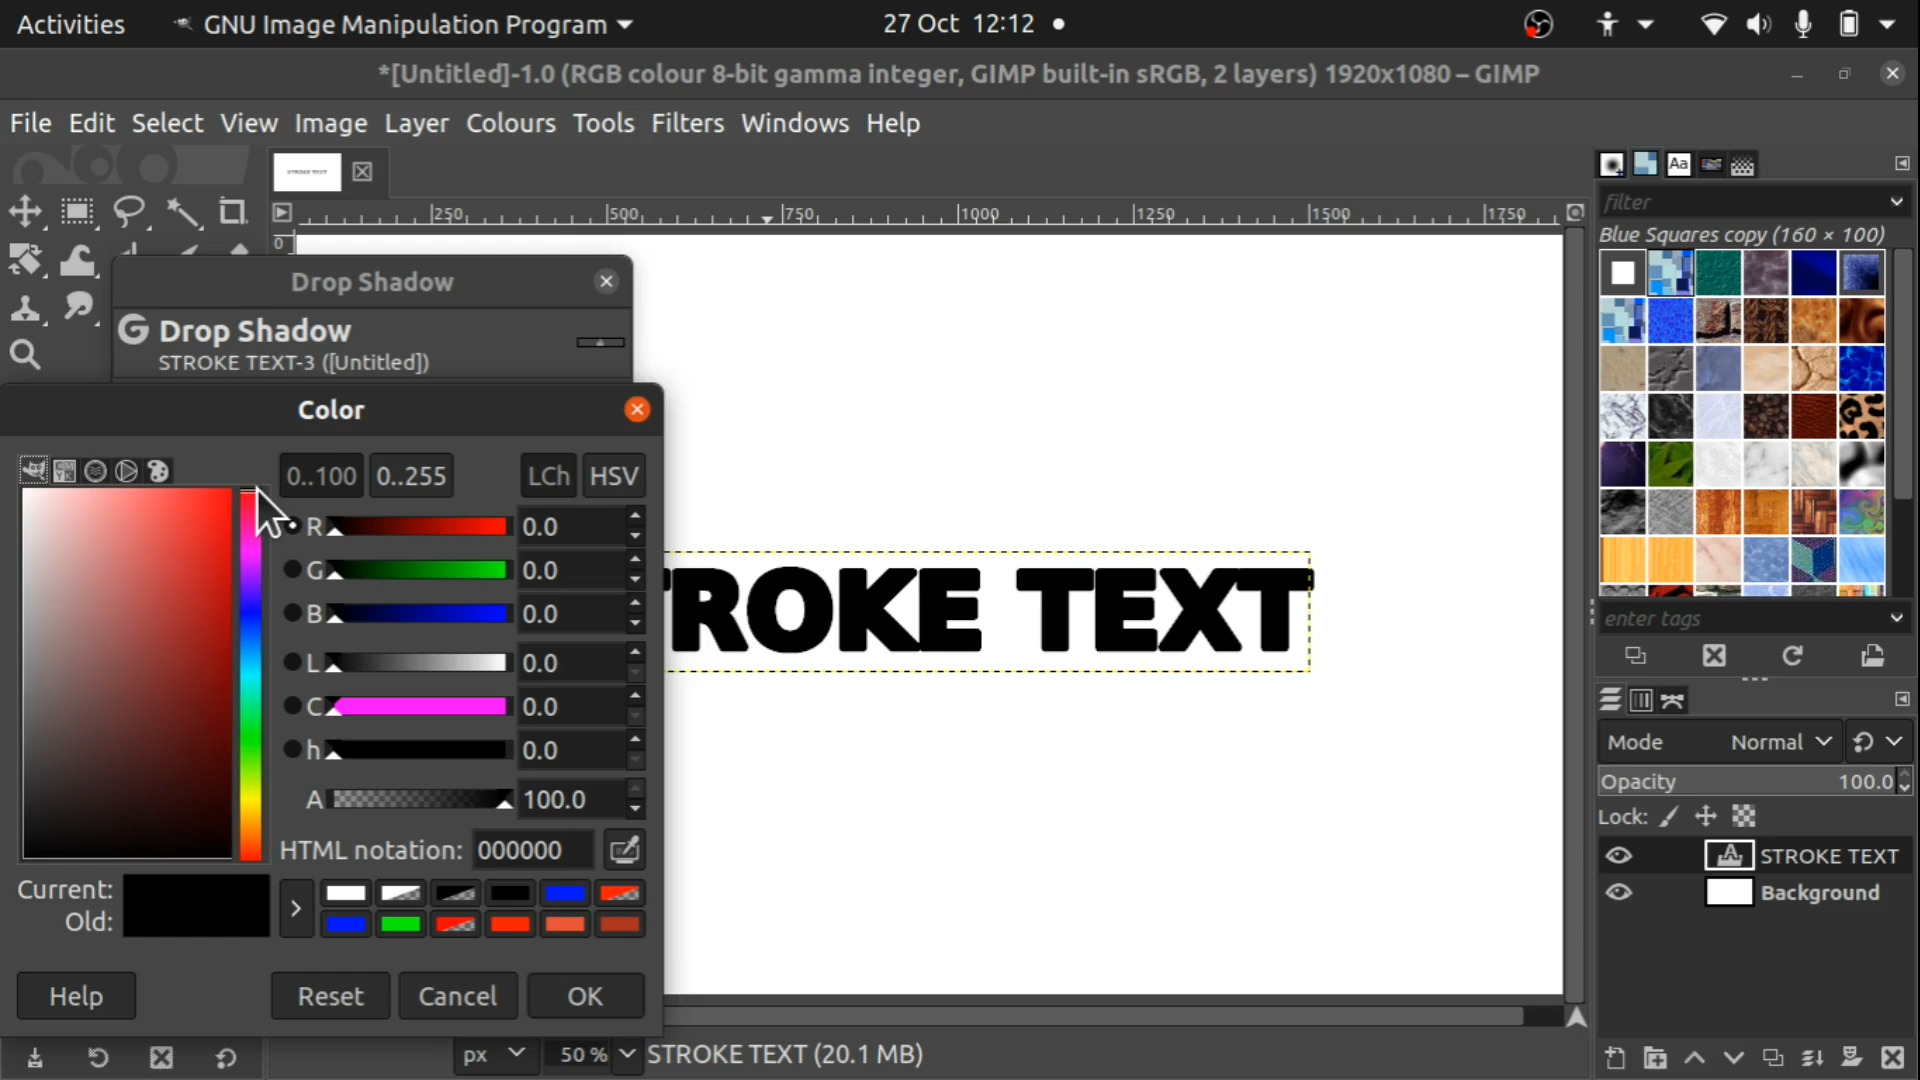 Activities
GNU Image Manipulation Program
27 Oct 12:12
*[Untitled]-1.0 (RGB colour 8-bit gamma integer, GIMP built-in sRGB, 2 layers) 1920x1080 – GIMP
File Edit Select View Image Layer Colours Tools Filters Windows Help
STROKE TEXT
250 500 750 1000 1250 1500 1750
0
Aa
filter
Blue Squares copy (160 × 100)
Drop Shadow
G Drop Shadow
STROKE TEXT-3 ([Untitled])
Color
0..100 0..255 LCh HSV
R 0.0
G 0.0
B 0.0
L 0.0
C 0.0
h 0.0
A 100.0
HTML notation: 000000
Current:
Old:
Help Reset Cancel OK
TROKE TEXT
enter tags
Mode Normal
Opacity 100.0
Lock:
STROKE TEXT
Background
px 50 % STROKE TEXT (20.1 MB)